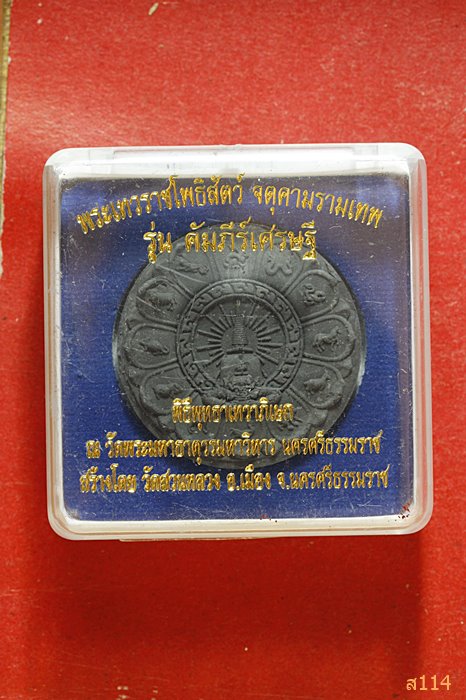 พระเทวราชโพธิสัตว์ จตุคามรามเทพ
รุ่น คัมภีร์เศรษฐี
พิธีพุทธาเทวาภิเษก
ณ วัดพระมหาธาตุวรมหาวิหาร นครศรีธรรมราช
สร้างโดย วัดสวนหลวง อ.เมือง จ.นครศรีธรรมราช
ส114